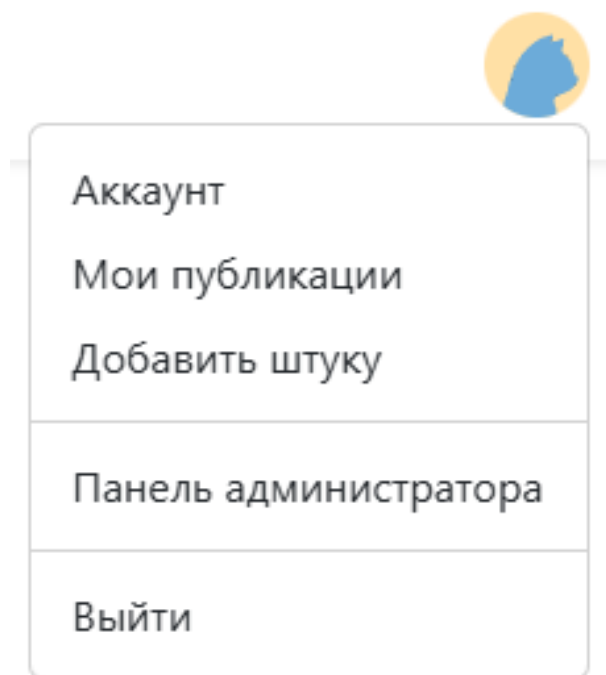 Аккаунт
Мои публикации
Добавить штуку
Панель администратора
Выйти